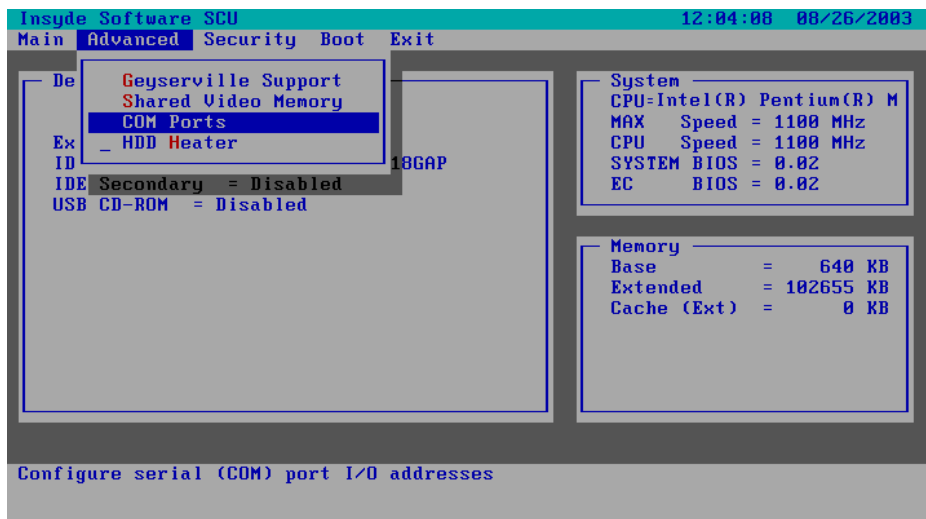 Insyde Software SCU 12:04:08 08/26/2003
Main Advanced Security Boot Exit
De
Geyserville Support
Shared Video Memory
COM Ports
Ex _ HDD Heater
ID 18GAP
IDE Secondary = Disabled
USB CD-ROM = Disabled
System
CPU=Intel(R) Pentium(R) M
MAX Speed = 1100 MHz
CPU Speed = 1100 MHz
SYSTEM BIOS = 0.02
EC BIOS = 0.02
Memory
Base = 640 KB
Extended = 102655 KB
Cache (Ext) = 0 KB
Configure serial (COM) port I/O addresses